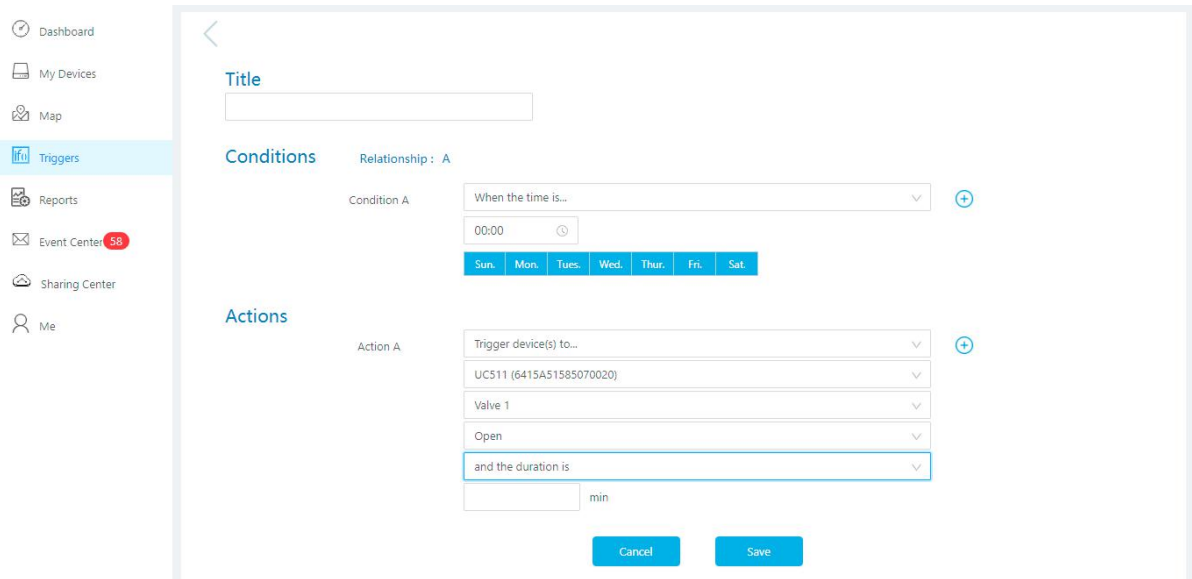 Dashboard
My Devices
Map
Triggers
Reports
Event Center 58
Sharing Center
Me
Title
Conditions Relationship : A
Condition A When the time is...
00:00
Sun. Mon. Tues. Wed. Thur. Fri. Sat.
Actions
Action A Trigger device(s) to...
UC511 (6415A51585070020)
Valve 1
Open
and the duration is
min
Cancel Save